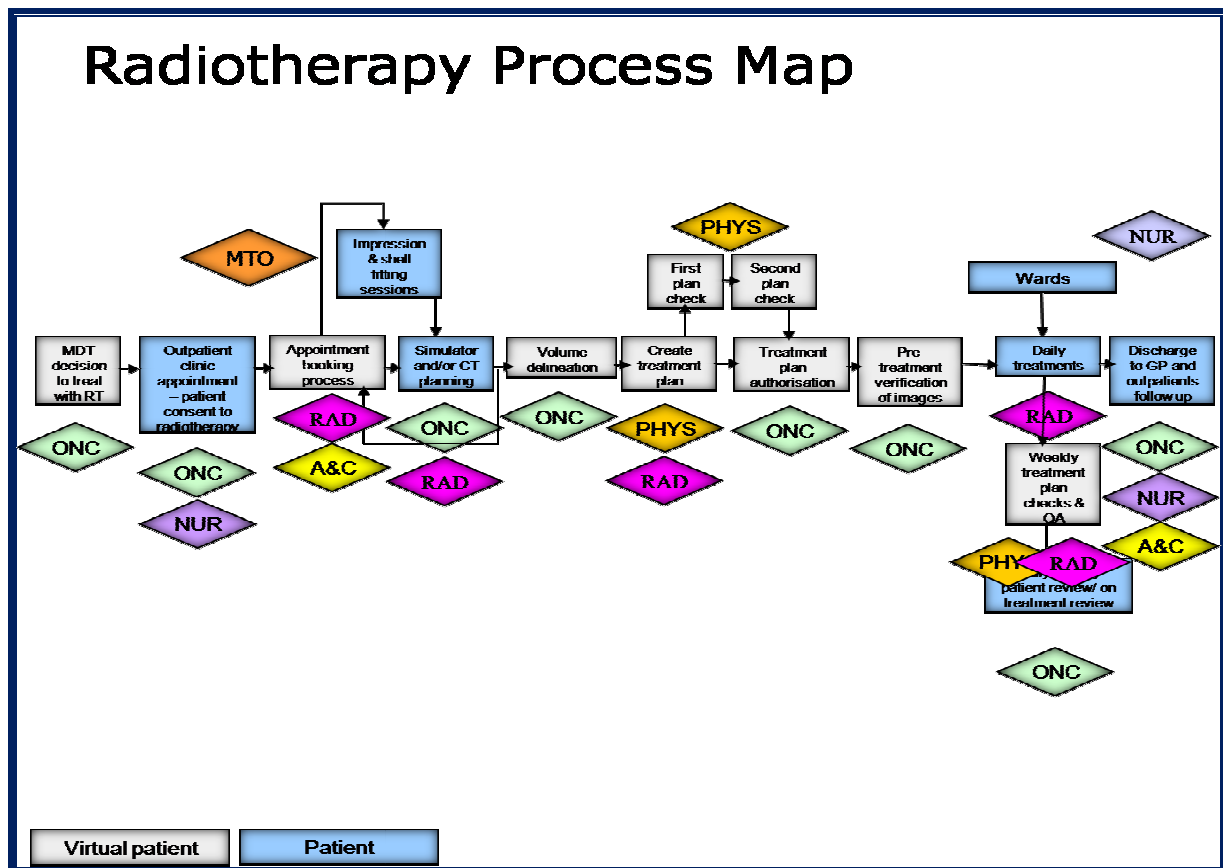 Radiotherapy Process Map
MTO
Impression
& shell
fitting
sessions
PHYS
First
plan
check
Second
plan
check
NUR
Wards
MDT
decision
to treat
with RT
Outpatient
clinic
appointment
– patient
consent to
radiotherapy
Appointment
booking
process
Simulator
and/or CT
planning
Volume
delineation
Create
treatment
plan
Treatment
plan
authorisation
Pre
treatment
verification
of images
Daily
treatments
Discharge
to GP and
outpatients
follow up
ONC
ONC
NUR
RAD
A&C
ONC
RAD
ONC
PHYS
RAD
ONC
ONC
RAD
Weekly
treatment
plan
checks &
QA
ONC
NUR
A&C
PHY
RAD
patient review/ on
treatment review
ONC
Virtual patient
Patient